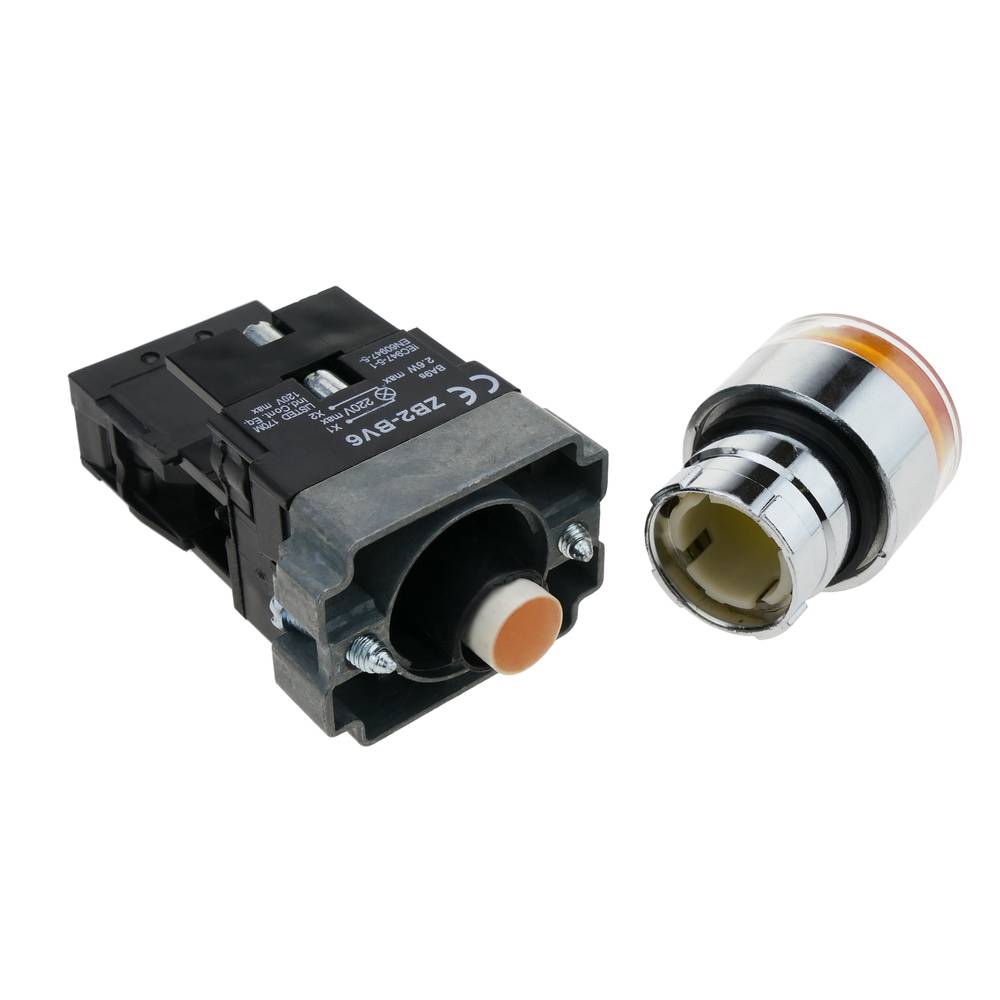 CE ZB2-BV6
BA9s
2.6W max
220V max X1
X2
IEC947-5-1
EN60947-5-
LISTED 170M
Ind.Cont.Eq.
120V max